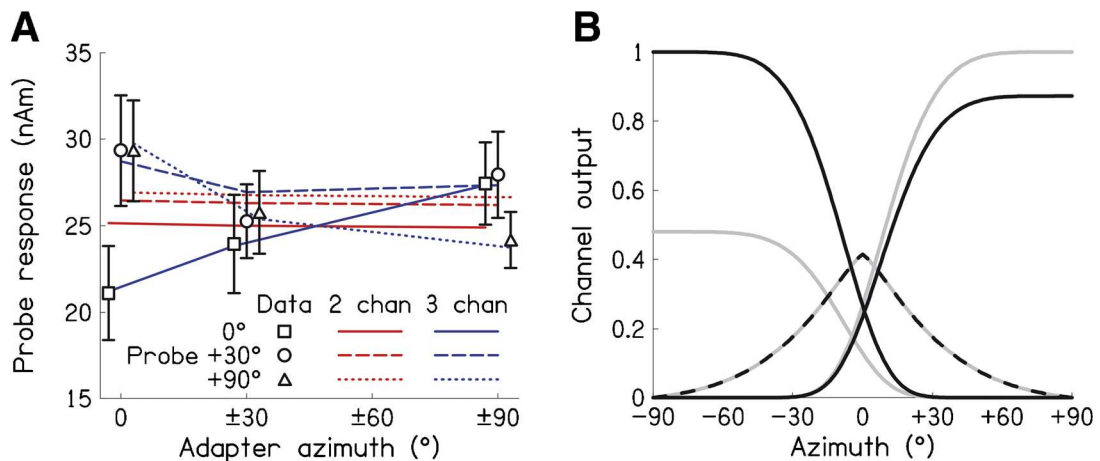 A
35
30
25
20
15
Probe response (nAm)
Data 2 chan 3 chan
0°
Probe +30°
+90°
0 ±30 ±60 ±90
Adapter azimuth (°)
B
1
0.8
0.6
0.4
0.2
0
Channel output
−90 −60 −30 0 +30 +60 +90
Azimuth (°)